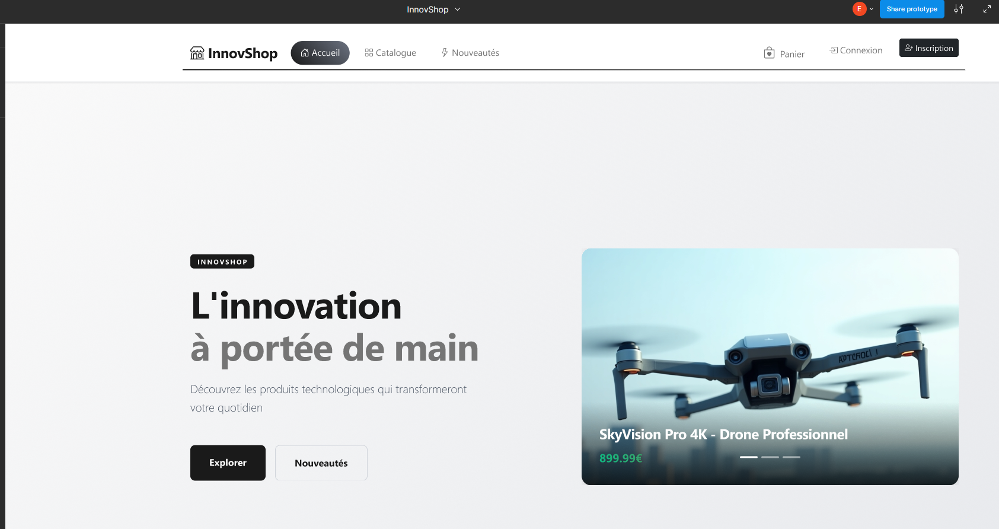 InnovShop
E
Share prototype
InnovShop
Accueil
Catalogue
Nouveautés
Panier
Connexion
Inscription
INNOVSHOP
L'innovation
à portée de main
Découvrez les produits technologiques qui transformeront
votre quotidien
Explorer
Nouveautés
SkyVision Pro 4K - Drone Professionnel
899.99€